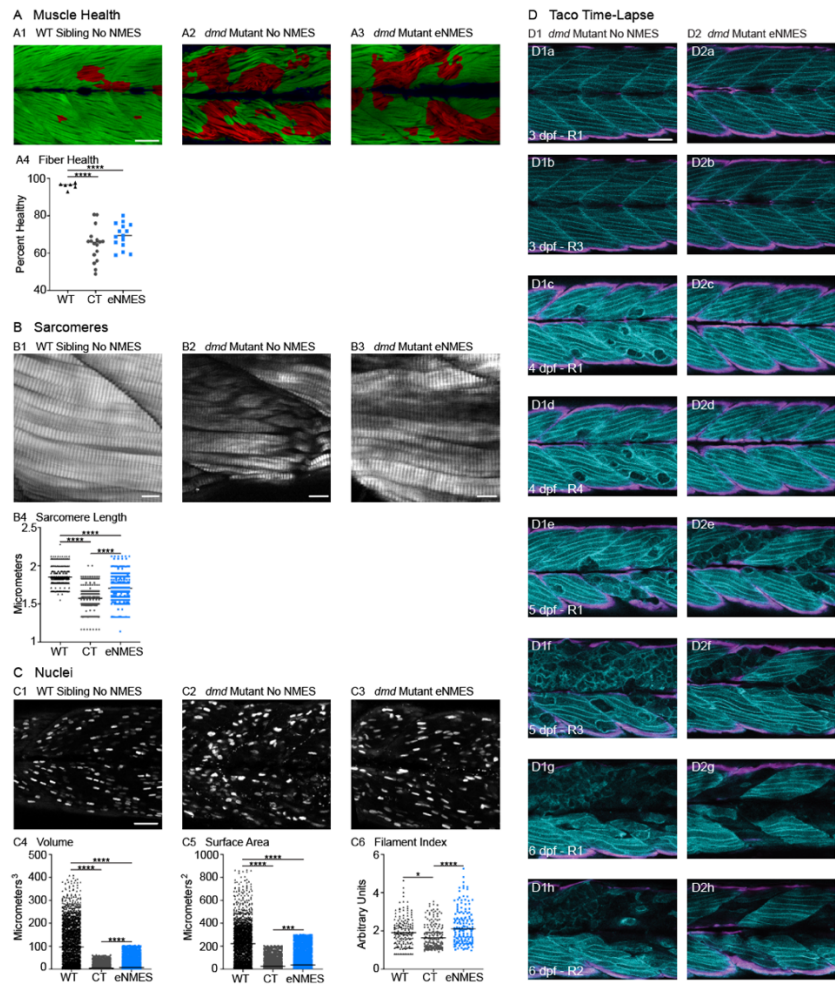 A Muscle Health
A1 WT Sibling No NMES
A2 dmd Mutant No NMES
A3 dmd Mutant eNMES
A4 Fiber Health
****
****
Percent Healthy
100
80
60
40
WT CT eNMES
B Sarcomeres
B1 WT Sibling No NMES
B2 dmd Mutant No NMES
B3 dmd Mutant eNMES
B4 Sarcomere Length
****
****
****
Micrometers
2.5
2
1.5
1
WT CT eNMES
C Nuclei
C1 WT Sibling No NMES
C2 dmd Mutant No NMES
C3 dmd Mutant eNMES
C4 Volume
****
****
****
Micrometers³
500
400
300
200
100
0
WT CT eNMES
C5 Surface Area
****
****
***
Micrometers²
1000
800
600
400
200
0
WT CT eNMES
C6 Filament Index
****
*
Arbitrary Units
6
4
2
0
WT CT eNMES
D Taco Time-Lapse
D1 dmd Mutant No NMES
D2 dmd Mutant eNMES
D1a
3 dpf - R1
D2a
D1b
3 dpf - R3
D2b
D1c
4 dpf - R1
D2c
D1d
4 dpf - R4
D2d
D1e
5 dpf - R1
D2e
D1f
5 dpf - R3
D2f
D1g
6 dpf - R1
D2g
D1h
6 dpf - R2
D2h